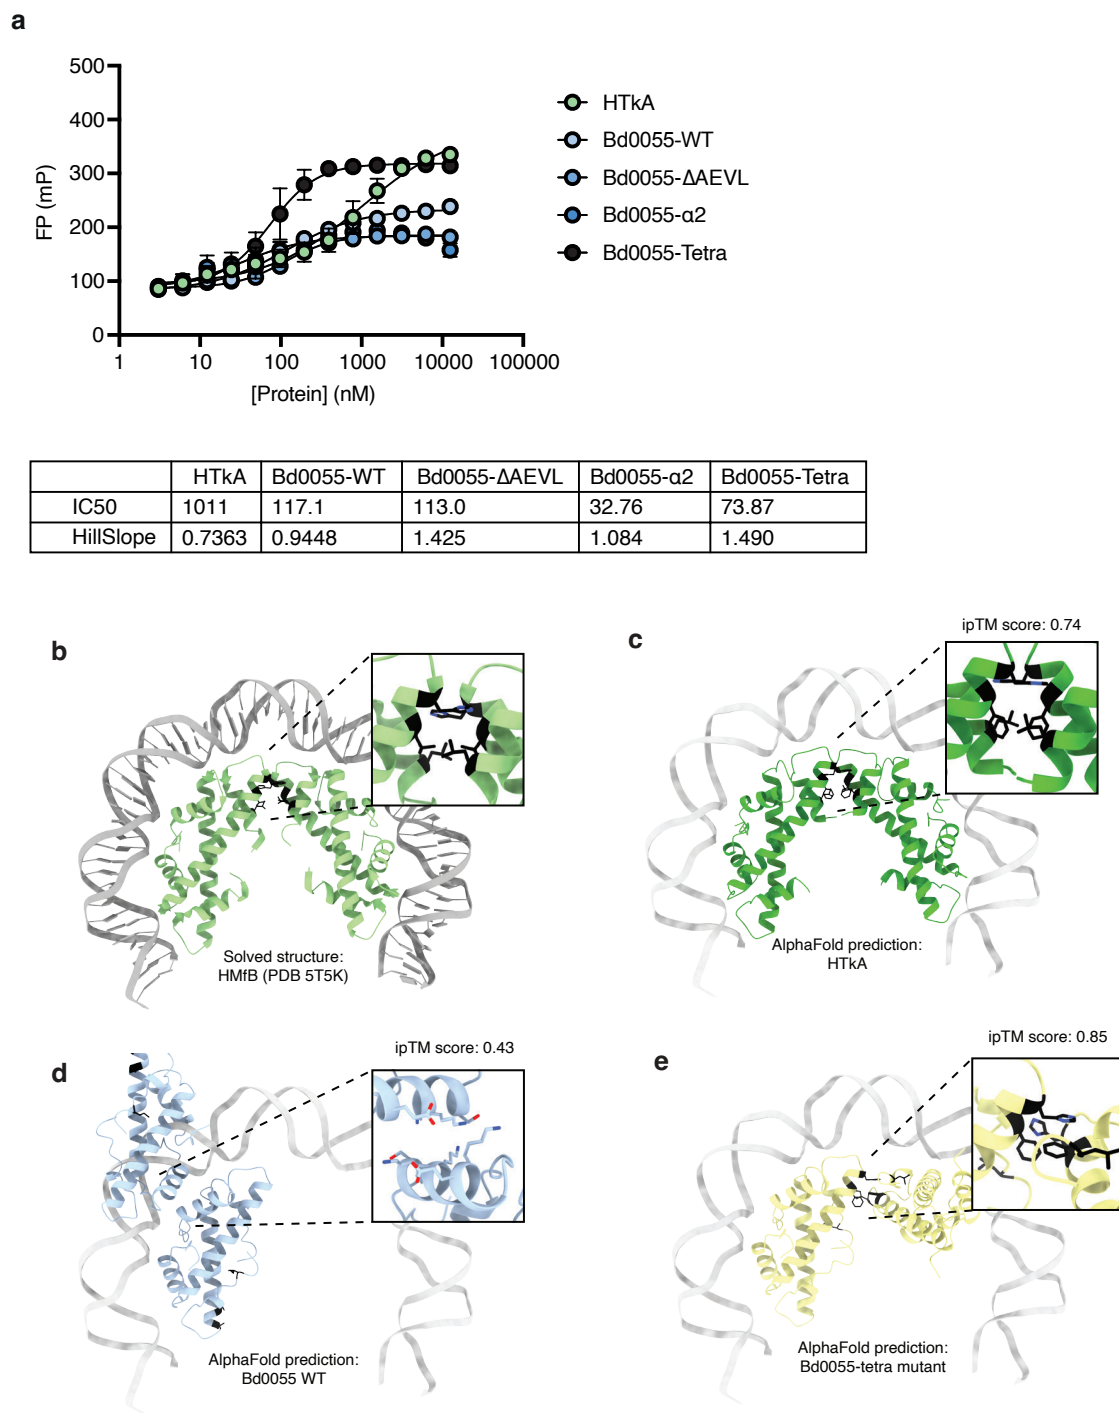 a
500
400
300
200
100
0
FP (mP)
1 10 100 1000 10000 100000
[Protein] (nM)
HTkA
Bd0055-WT
Bd0055-ΔAEVL
Bd0055-α2
Bd0055-Tetra
HTkA Bd0055-WT Bd0055-ΔAEVL Bd0055-α2 Bd0055-Tetra
IC50 1011 117.1 113.0 32.76 73.87
HillSlope 0.7363 0.9448 1.425 1.084 1.490
b
Solved structure:
HMfB (PDB 5T5K)
c
ipTM score: 0.74
AlphaFold prediction:
HTkA
d
ipTM score: 0.43
AlphaFold prediction:
Bd0055 WT
e
ipTM score: 0.85
AlphaFold prediction:
Bd0055-tetra mutant